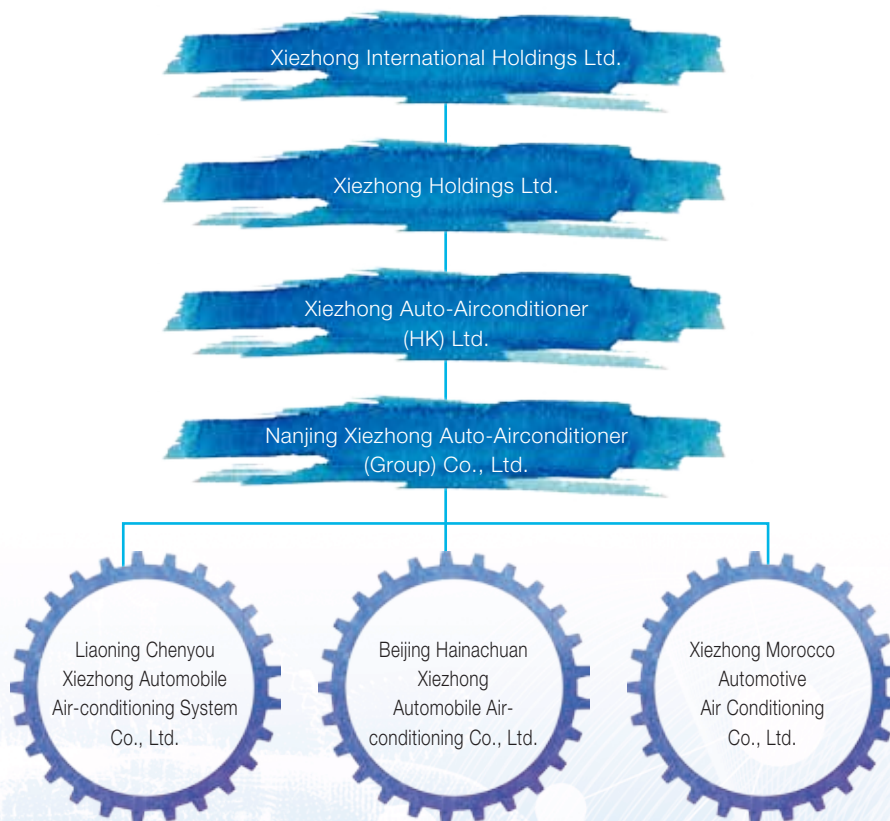 Xiezhong International Holdings Ltd.
Xiezhong Holdings Ltd.
Xiezhong Auto-Airconditioner
(HK) Ltd.
Nanjing Xiezhong Auto-Airconditioner
(Group) Co., Ltd.
Liaoning Chenyou
Xiezhong Automobile
Air-conditioning System
Co., Ltd.
Beijing Hainachuan
Xiezhong
Automobile Air-
conditioning Co., Ltd.
Xiezhong Morocco
Automotive
Air Conditioning
Co., Ltd.